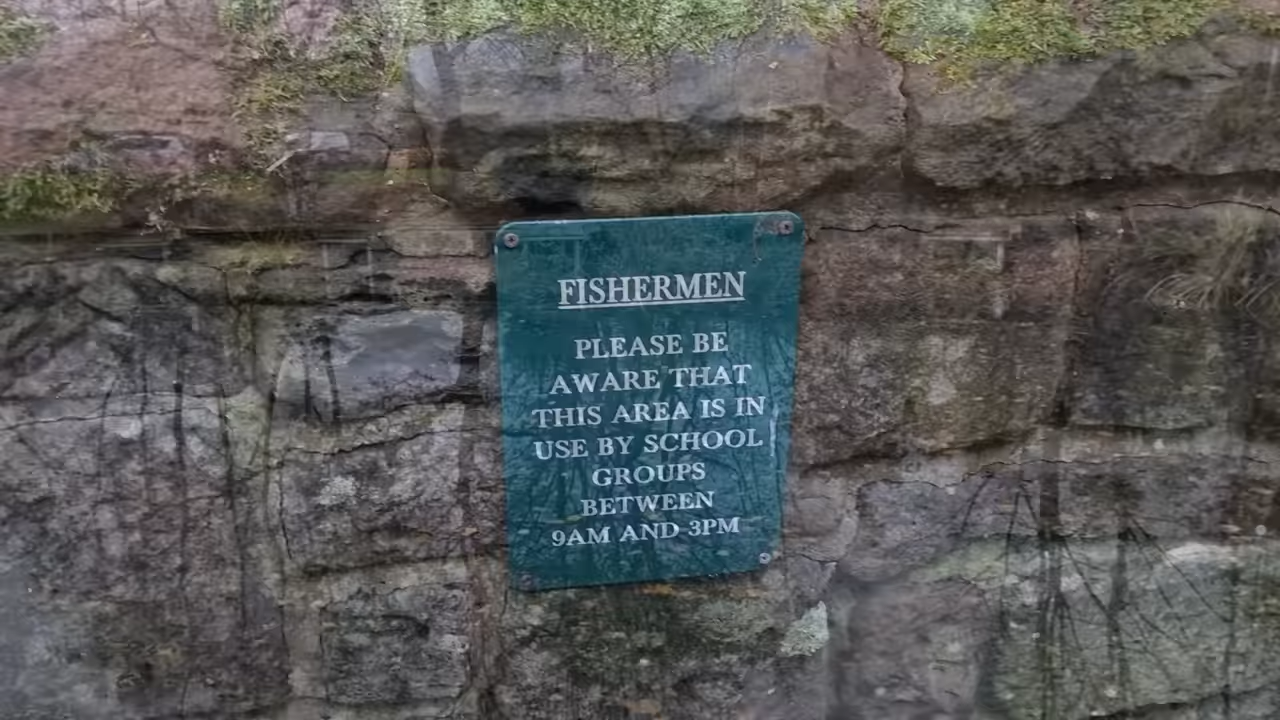 FISHERMEN
PLEASE BE
AWARE THAT
THIS AREA IS IN
USE BY SCHOOL
GROUPS
BETWEEN
9AM AND 3PM